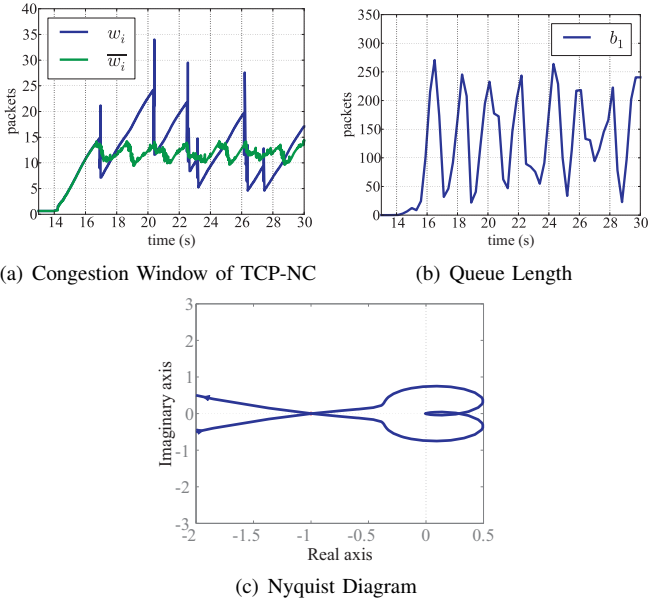 40
35
30
25
20
15
10
5
0
packets
w_i
\overline{w_i}
14 16 18 20 22 24 26 28 30
time (s)
(a) Congestion Window of TCP-NC
350
300
250
200
150
100
50
0
packets
b_1
14 16 18 20 22 24 26 28 30
time (s)
(b) Queue Length
3
2
1
0
-1
-2
-3
Imaginary axis
-2 -1.5 -1 -0.5 0 0.5
Real axis
(c) Nyquist Diagram